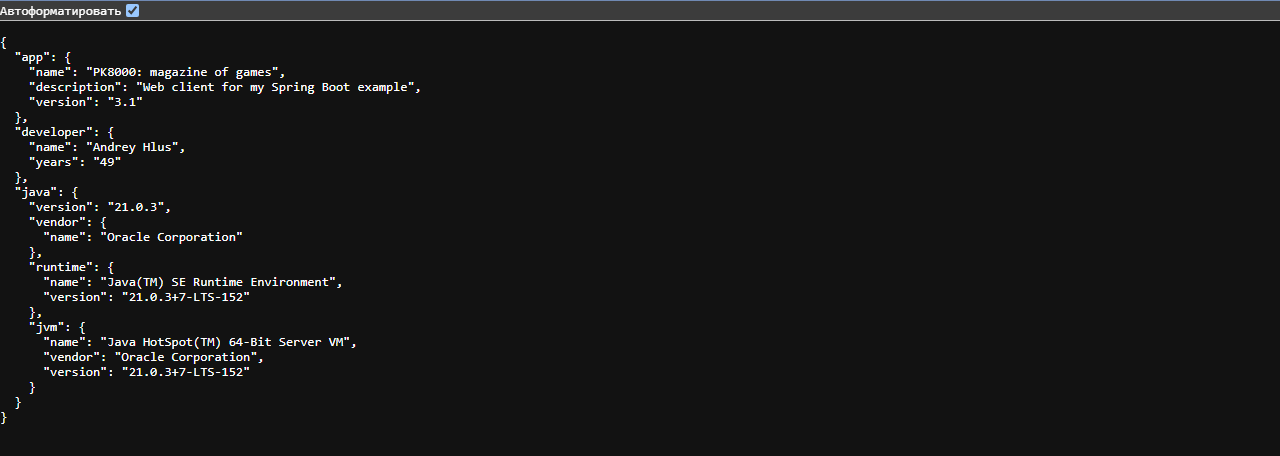 Автоформатировать
{
  "app": {
    "name": "PK8000: magazine of games",
    "description": "Web client for my Spring Boot example",
    "version": "3.1"
  },
  "developer": {
    "name": "Andrey Hlus",
    "years": "49"
  },
  "java": {
    "version": "21.0.3",
    "vendor": {
      "name": "Oracle Corporation"
    },
    "runtime": {
      "name": "Java(TM) SE Runtime Environment",
      "version": "21.0.3+7-LTS-152"
    },
    "jvm": {
      "name": "Java HotSpot(TM) 64-Bit Server VM",
      "vendor": "Oracle Corporation",
      "version": "21.0.3+7-LTS-152"
    }
  }
}